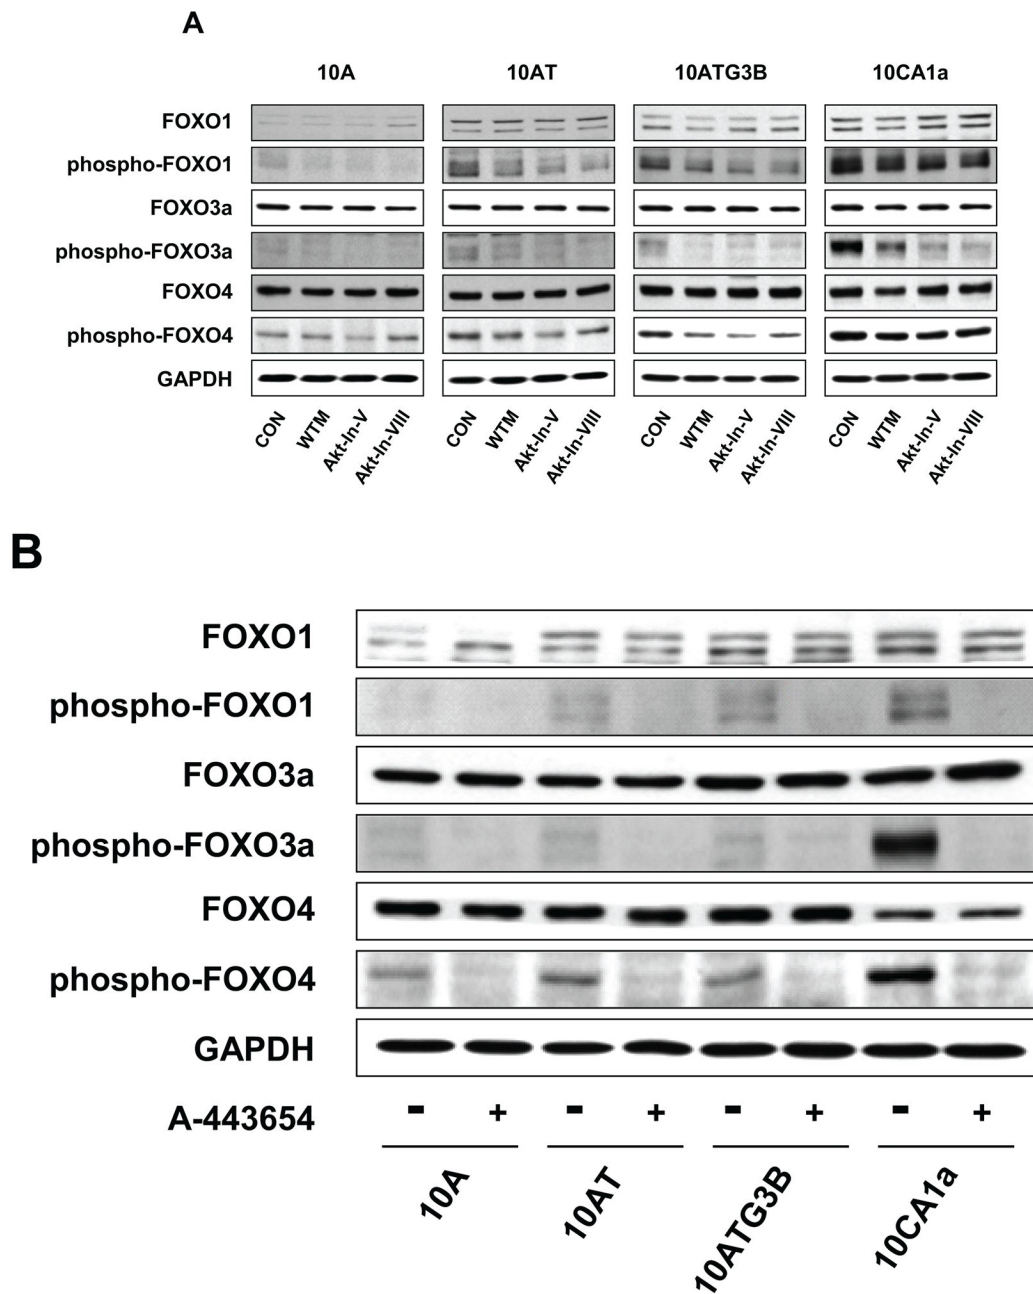 A
10A 10AT 10ATG3B 10CA1a
FOXO1
phospho-FOXO1
FOXO3a
phospho-FOXO3a
FOXO4
phospho-FOXO4
GAPDH
CON WTM Akt-In-V Akt-In-VIII CON WTM Akt-In-V Akt-In-VIII CON WTM Akt-In-V Akt-In-VIII CON WTM Akt-In-V Akt-In-VIII
B
FOXO1
phospho-FOXO1
FOXO3a
phospho-FOXO3a
FOXO4
phospho-FOXO4
GAPDH
A-443654 - + - + - + - +
10A 10AT 10ATG3B 10CA1a